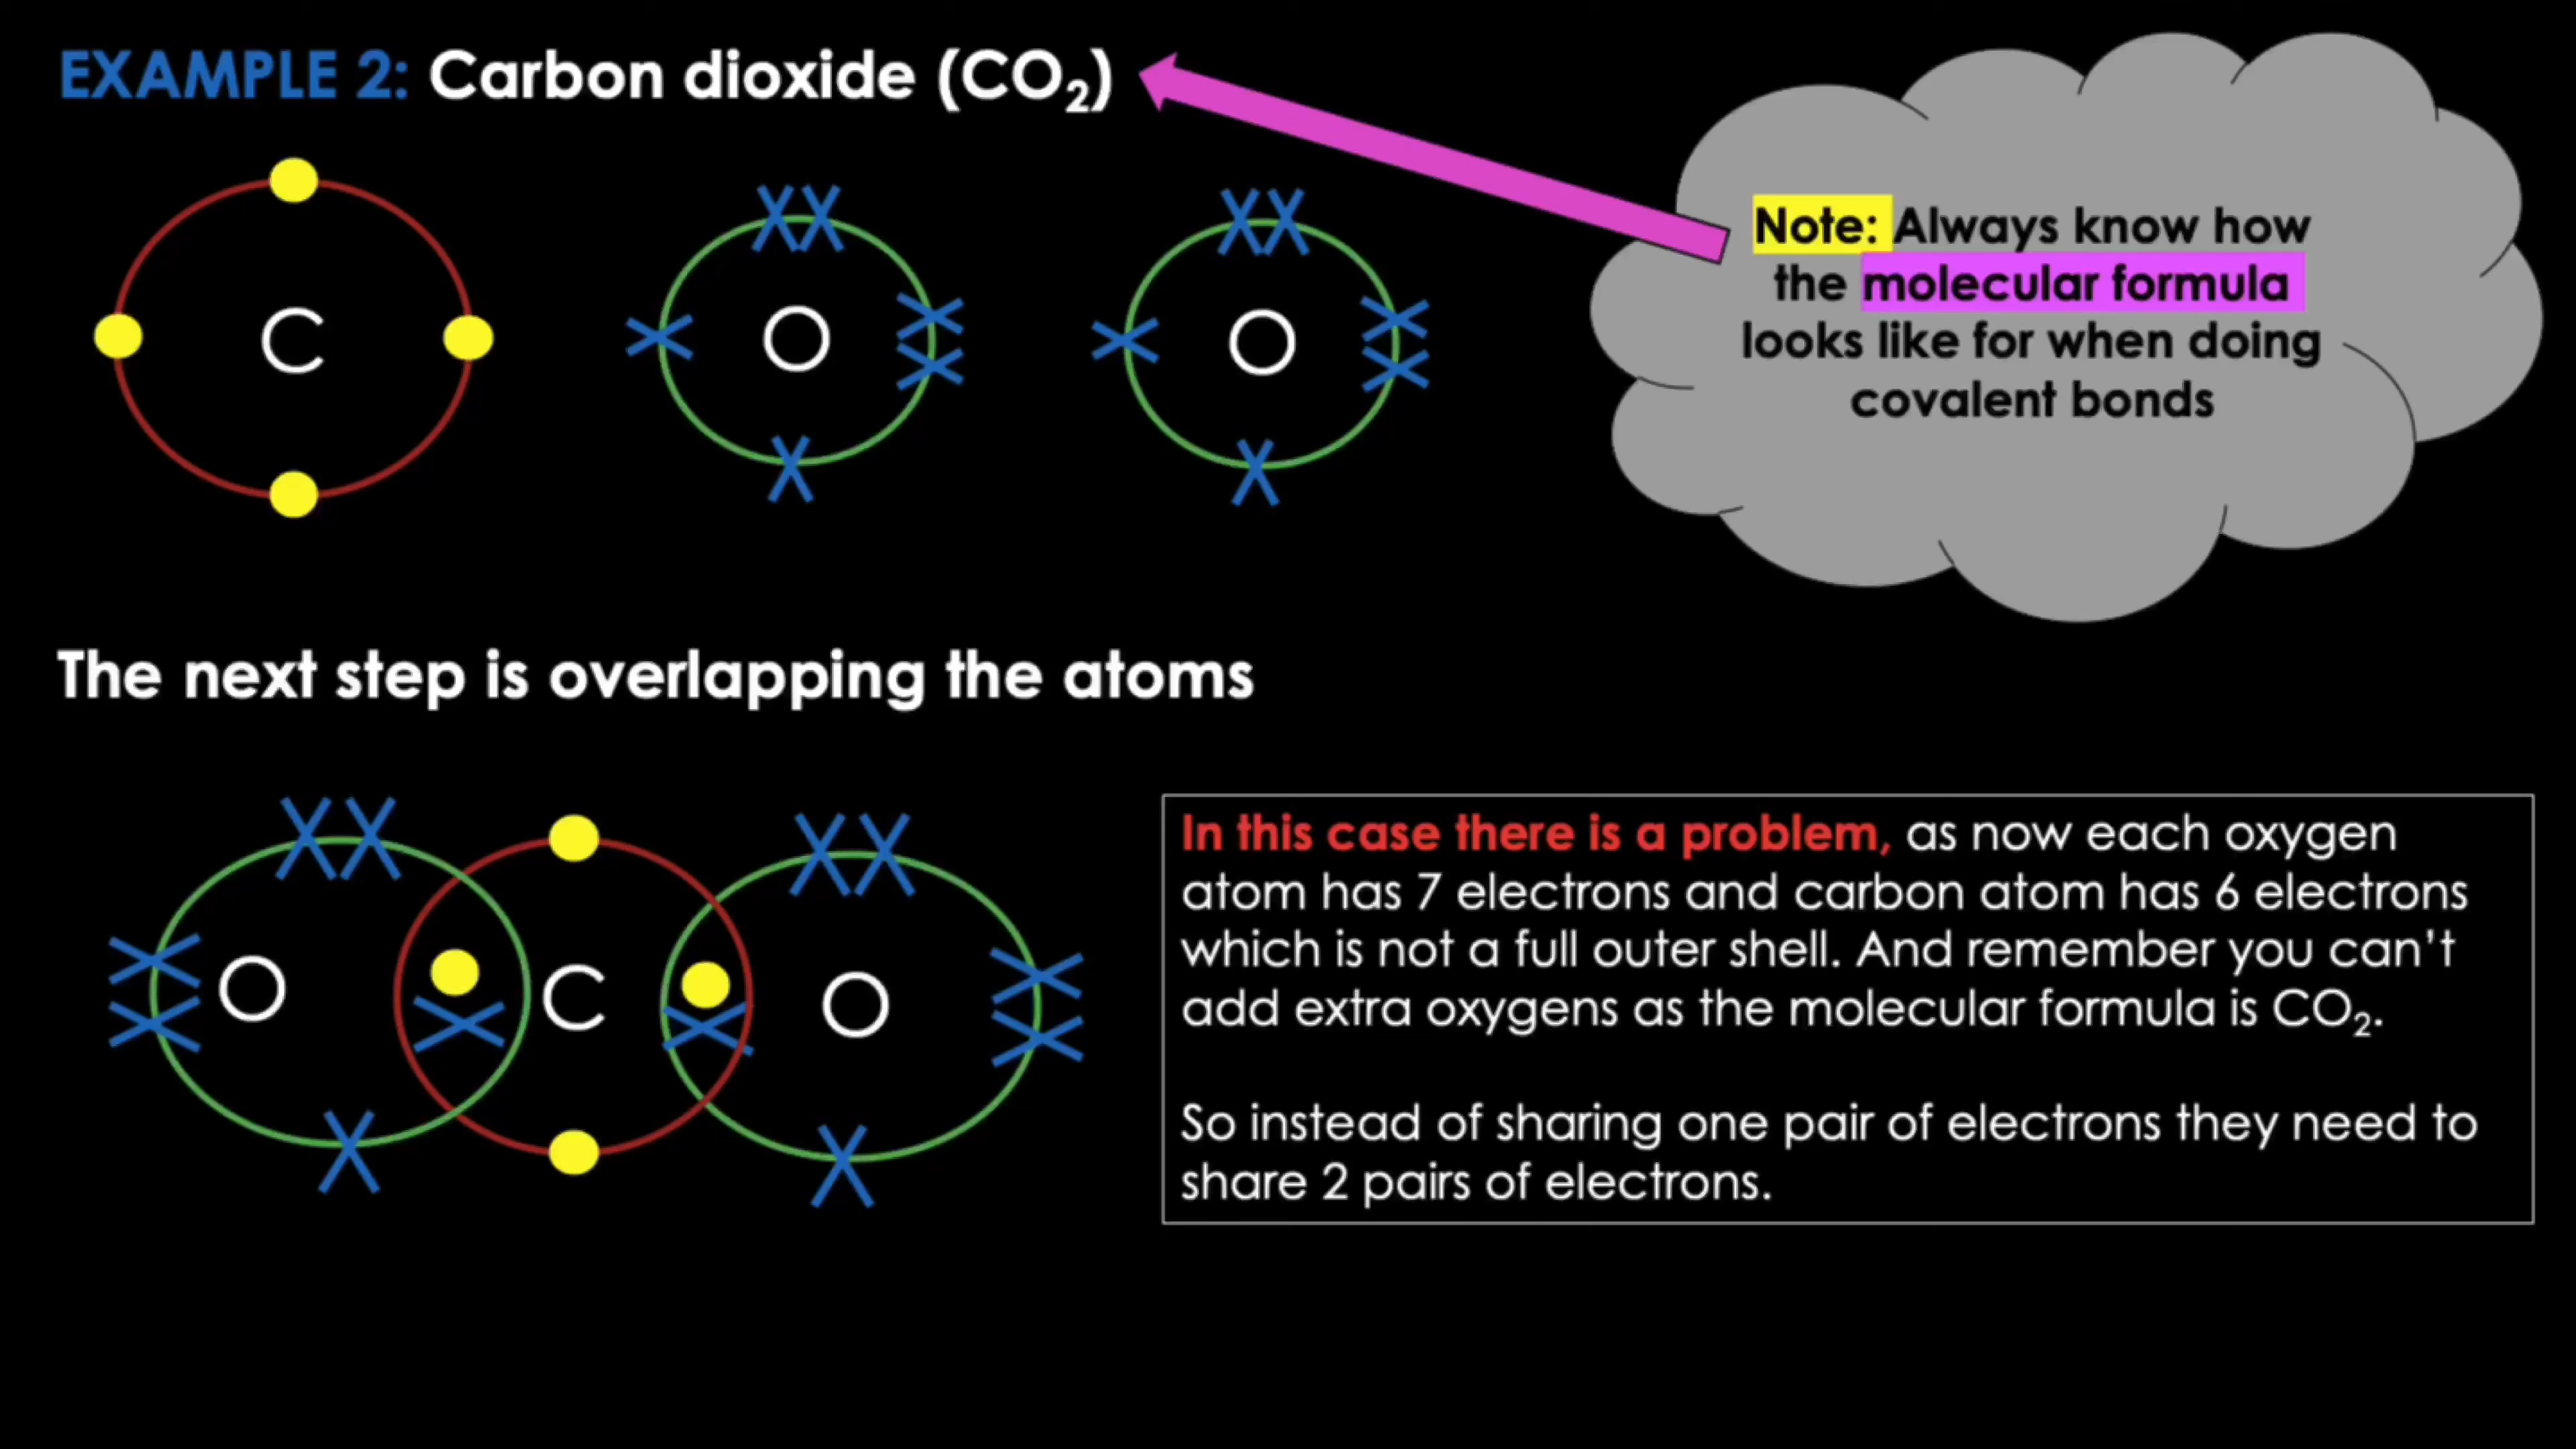 EXAMPLE 2: Carbon dioxide (CO₂)
Note: Always know how
the molecular formula
looks like for when doing
covalent bonds
C
O
O
The next step is overlapping the atoms
O
C
O
In this case there is a problem, as now each oxygen
atom has 7 electrons and carbon atom has 6 electrons
which is not a full outer shell. And remember you can't
add extra oxygens as the molecular formula is CO₂.
So instead of sharing one pair of electrons they need to
share 2 pairs of electrons.